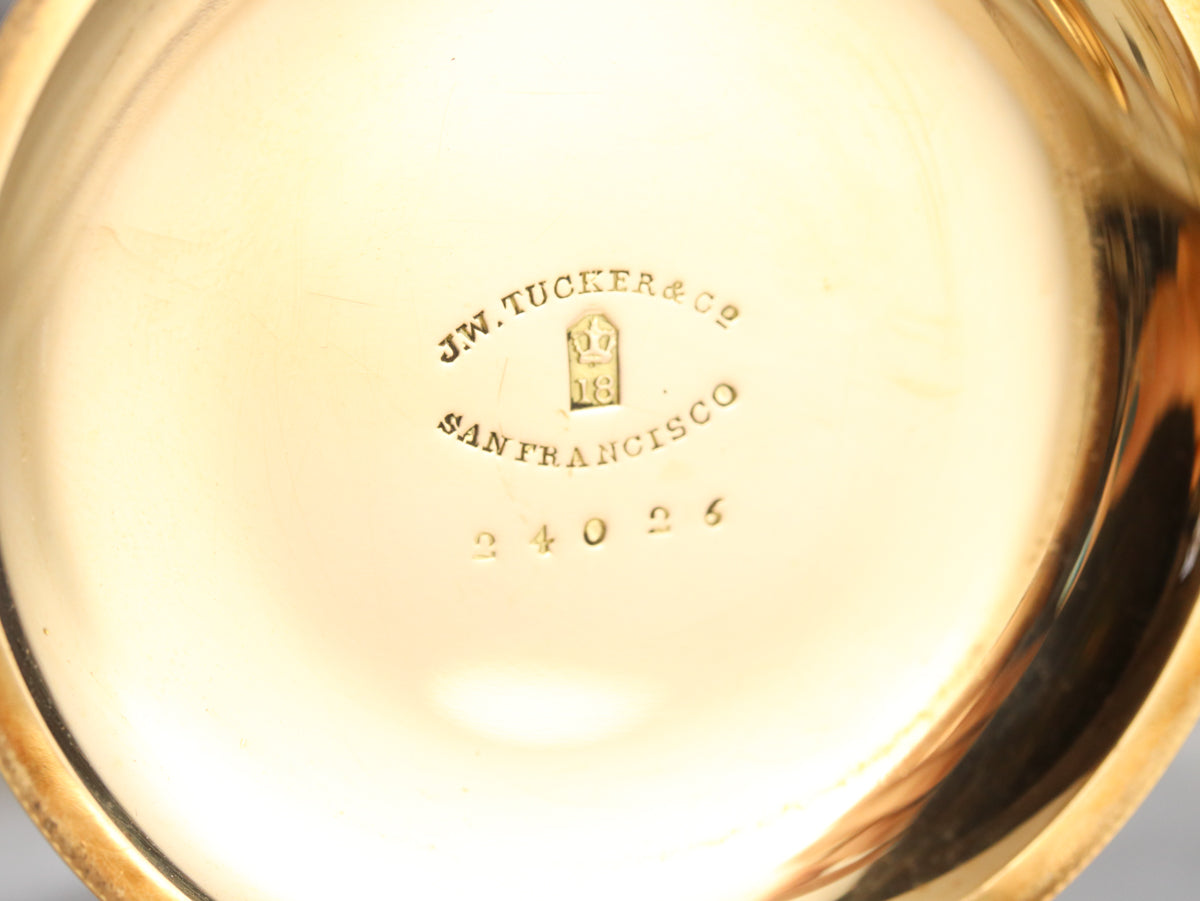 J.W. TUCKER & Cº
18
SAN FRANCISCO
24026